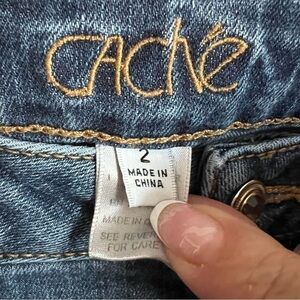 CAChé
2
MADE IN
CHINA
MADE IN
SEE REVE
FOR CARE